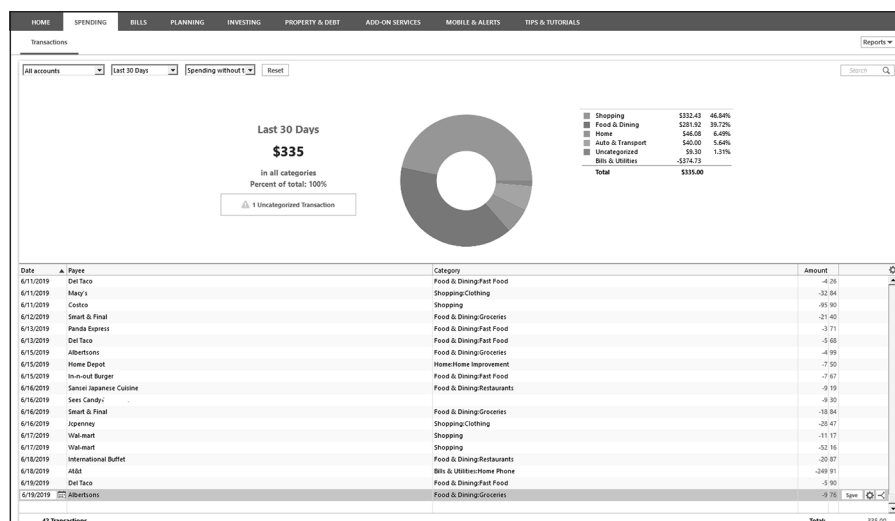 HOME SPENDING BILLS PLANNING INVESTING PROPERTY & DEBT ADD-ON SERVICES MOBILE & ALERTS TIPS & TUTORIALS
Transactions Reports
All accounts Last 30 Days Spending without t Reset Search
Last 30 Days
$335
in all categories
Percent of total: 100%
1 Uncategorized Transaction
Shopping $332.43 46.84%
Food & Dining $281.92 39.72%
Home $46.08 6.49%
Auto & Transport $40.00 5.64%
Uncategorized $9.30 1.31%
Bills & Utilities -$374.73
Total $335.00
Date Payee Category Amount
6/11/2019 Del Taco Food & Dining:Fast Food -4 26
6/11/2019 Macy's Shopping:Clothing -32 84
6/11/2019 Costco Shopping -95 90
6/12/2019 Smart & Final Food & Dining:Groceries -21 40
6/13/2019 Panda Express Food & Dining:Fast Food -3 71
6/13/2019 Del Taco Food & Dining:Fast Food -5 68
6/15/2019 Albertsons Food & Dining:Groceries -4 99
6/15/2019 Home Depot Home:Home Improvement -7 50
6/15/2019 In-n-out Burger Food & Dining:Fast Food -7 67
6/16/2019 Sansei Japanese Cuisine Food & Dining:Restaurants -9 19
6/16/2019 Sees Candy -9 30
6/16/2019 Smart & Final Food & Dining:Groceries -18 84
6/16/2019 Jcpenney Shopping:Clothing -28 47
6/17/2019 Wal-mart Shopping -11 17
6/17/2019 Wal-mart Shopping -52 16
6/18/2019 International Buffet Food & Dining:Restaurants -20 87
6/18/2019 At&t Bills & Utilities:Home Phone -249 91
6/19/2019 Del Taco Food & Dining:Fast Food -5 90
6/19/2019 Albertsons Food & Dining:Groceries -9 76 Save
Transactions Total: